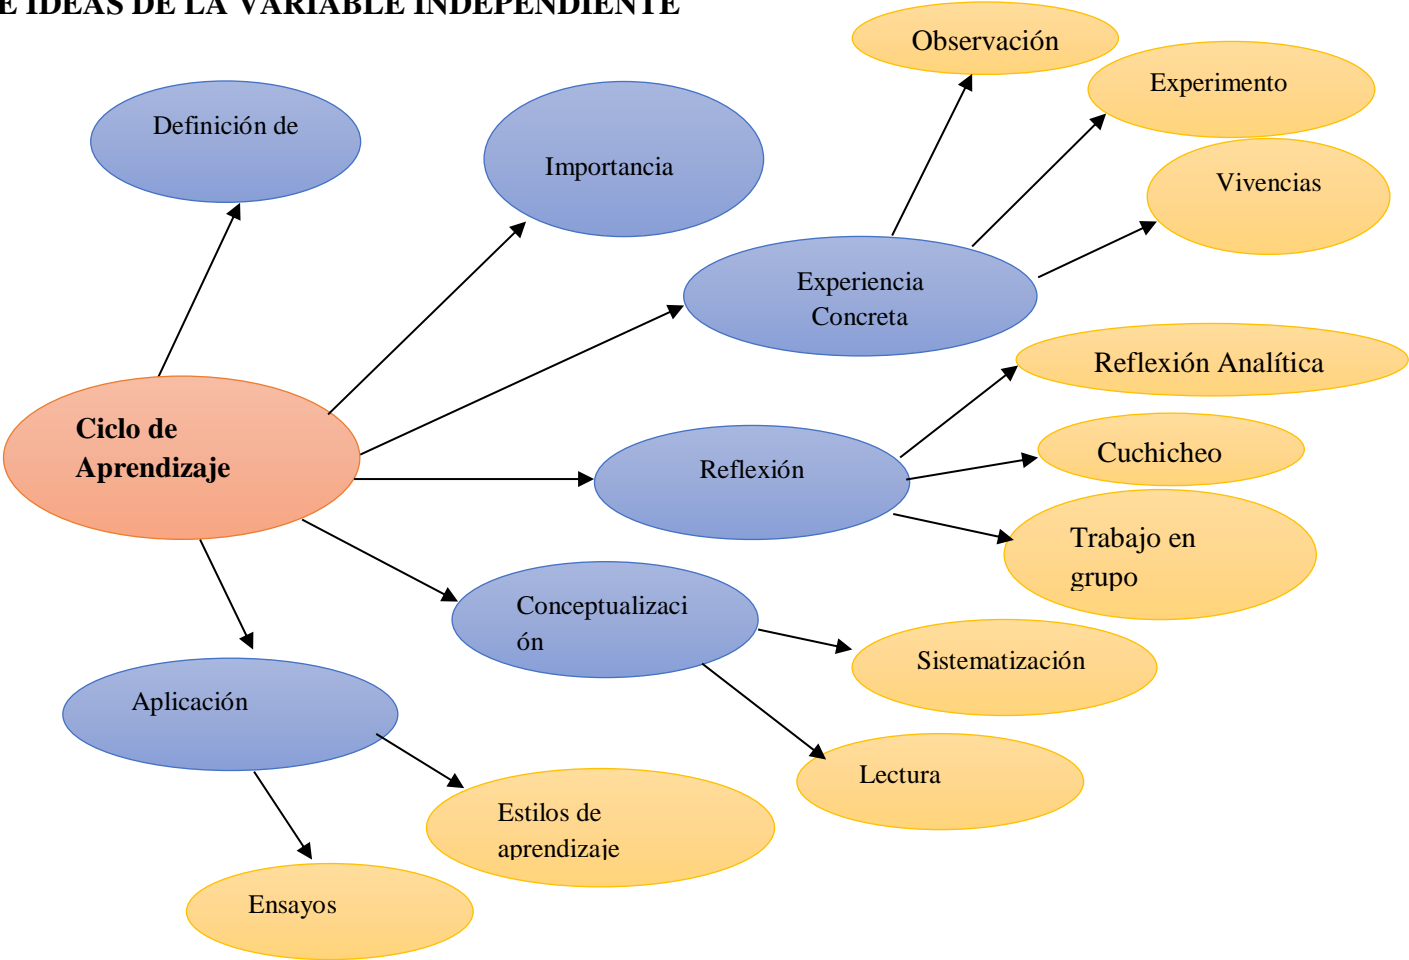 E IDEAS DE LA VARIABLE INDEPENDIENTE
Observación
Experimento
Definición de
Importancia
Vivencias
Experiencia
Concreta
Reflexión Analítica
Ciclo de
Aprendizaje
Reflexión
Cuchicheo
Trabajo en
grupo
Conceptualizaci
ón
Sistematización
Aplicación
Lectura
Estilos de
aprendizaje
Ensayos